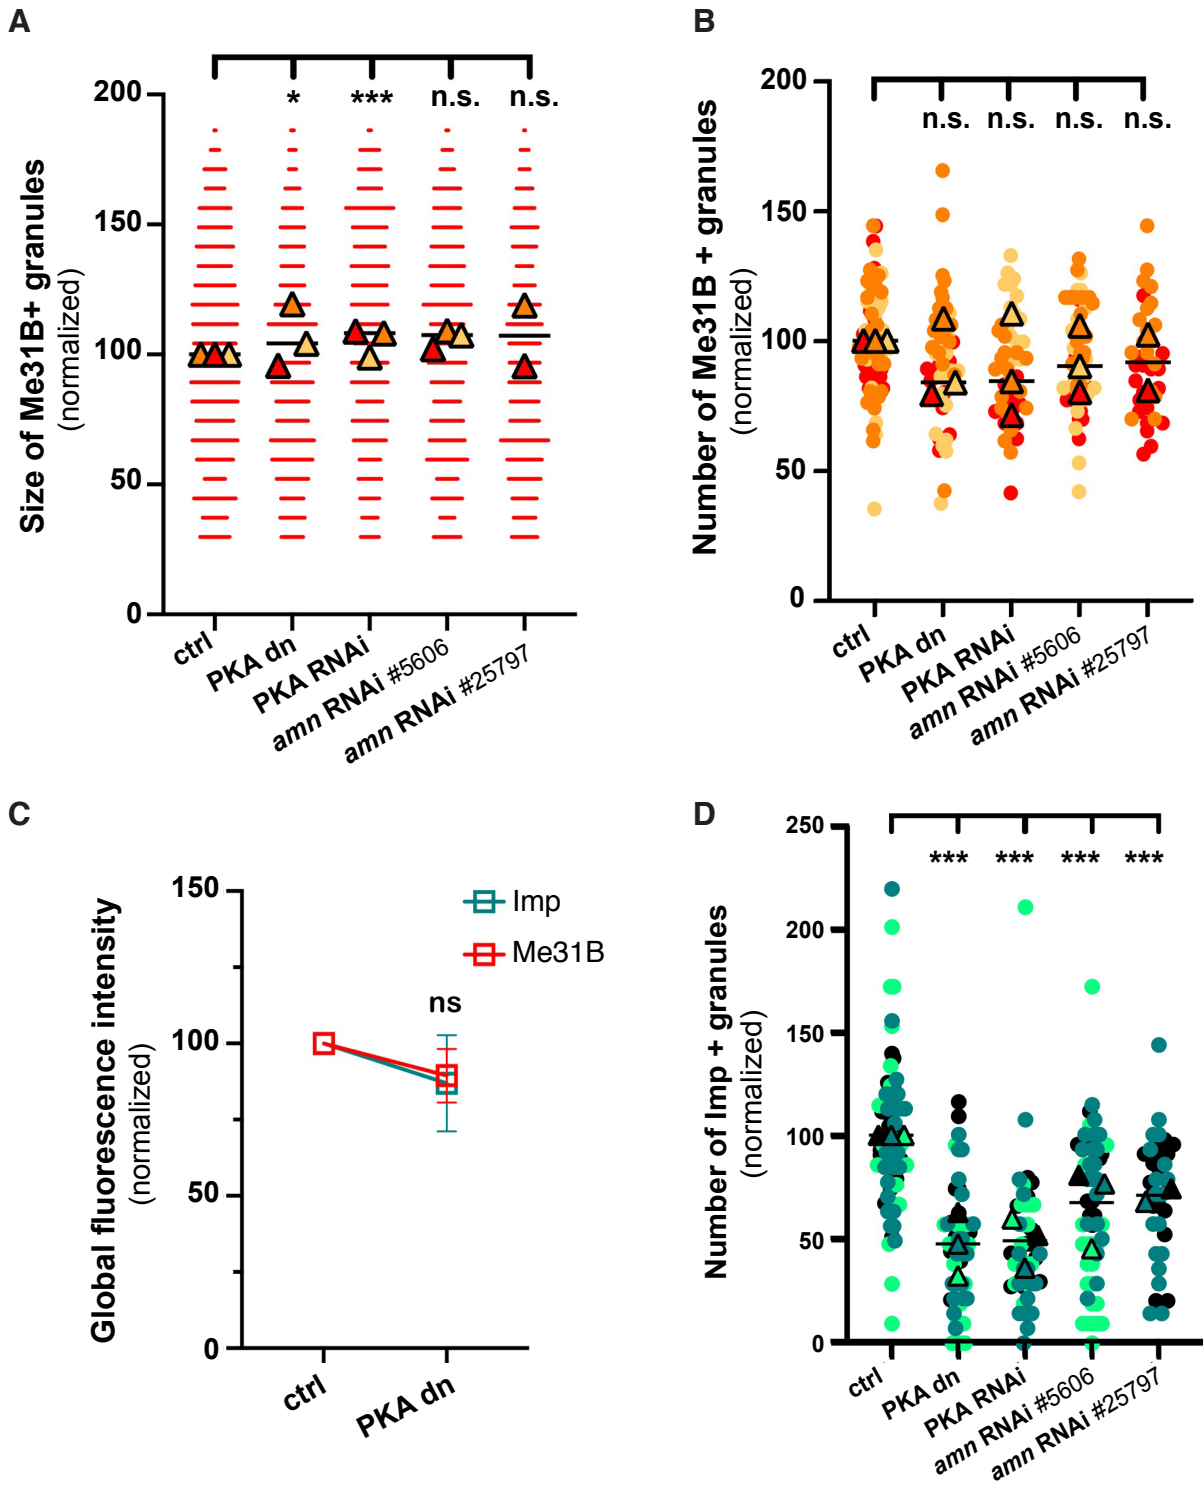 A
Size of Me31B+ granules
(normalized)
200
150
100
50
0
* *** n.s. n.s.
ctrl
PKA dn
PKA RNAi
amn RNAi #5606
amn RNAi #25797
B
Number of Me31B + granules
(normalized)
200
150
100
50
0
n.s. n.s. n.s. n.s.
ctrl
PKA dn
PKA RNAi
amn RNAi #5606
amn RNAi #25797
C
Global fluorescence intensity
(normalized)
150
100
50
0
Imp
Me31B
ns
ctrl
PKA dn
D
Number of Imp + granules
(normalized)
250
200
150
100
50
0
*** *** *** ***
ctrl
PKA dn
PKA RNAi
amn RNAi #5606
amn RNAi #25797